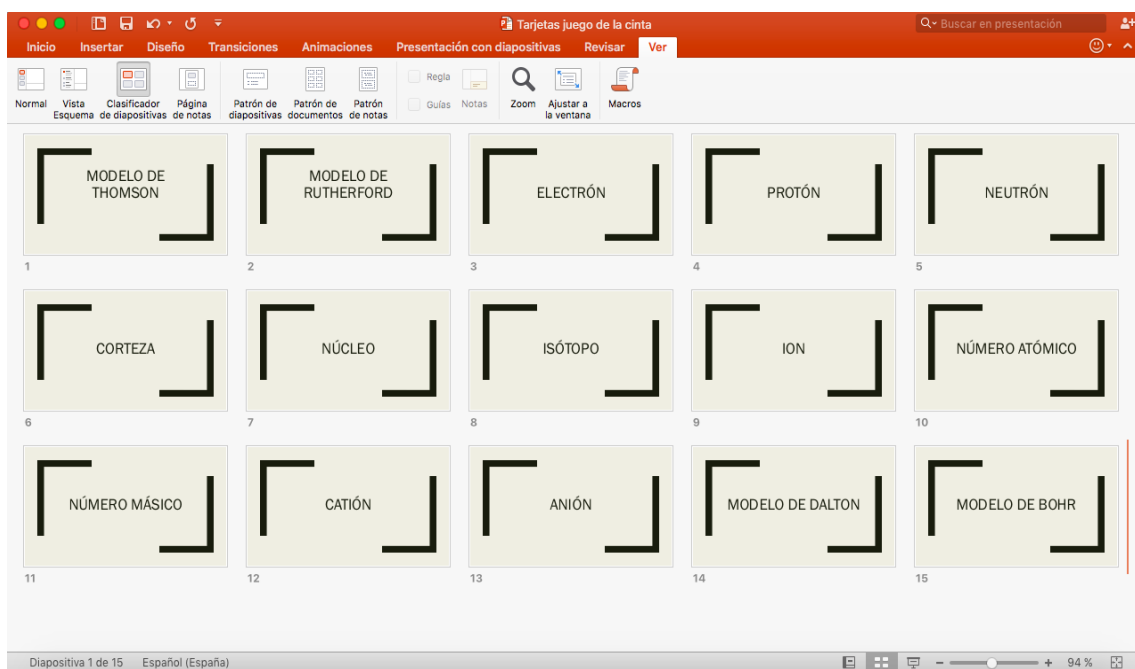 Tarjetas juego de la cinta
Buscar en presentación
Inicio Insertar Diseño Transiciones Animaciones Presentación con diapositivas Revisar Ver
Normal
Vista
Esquema
Clasificador
de diapositivas
Página
de notas
Patrón de
diapositivas
Patrón de
documentos
Patrón
de notas
Regla
Guías
Notas
Zoom
Ajustar a
la ventana
Macros
MODELO DE
THOMSON
1
MODELO DE
RUTHERFORD
2
ELECTRÓN
3
PROTÓN
4
NEUTRÓN
5
CORTEZA
6
NÚCLEO
7
ISÓTOPO
8
ION
9
NÚMERO ATÓMICO
10
NÚMERO MÁSICO
11
CATIÓN
12
ANIÓN
13
MODELO DE DALTON
14
MODELO DE BOHR
15
Diapositiva 1 de 15 Español (España) 94 %